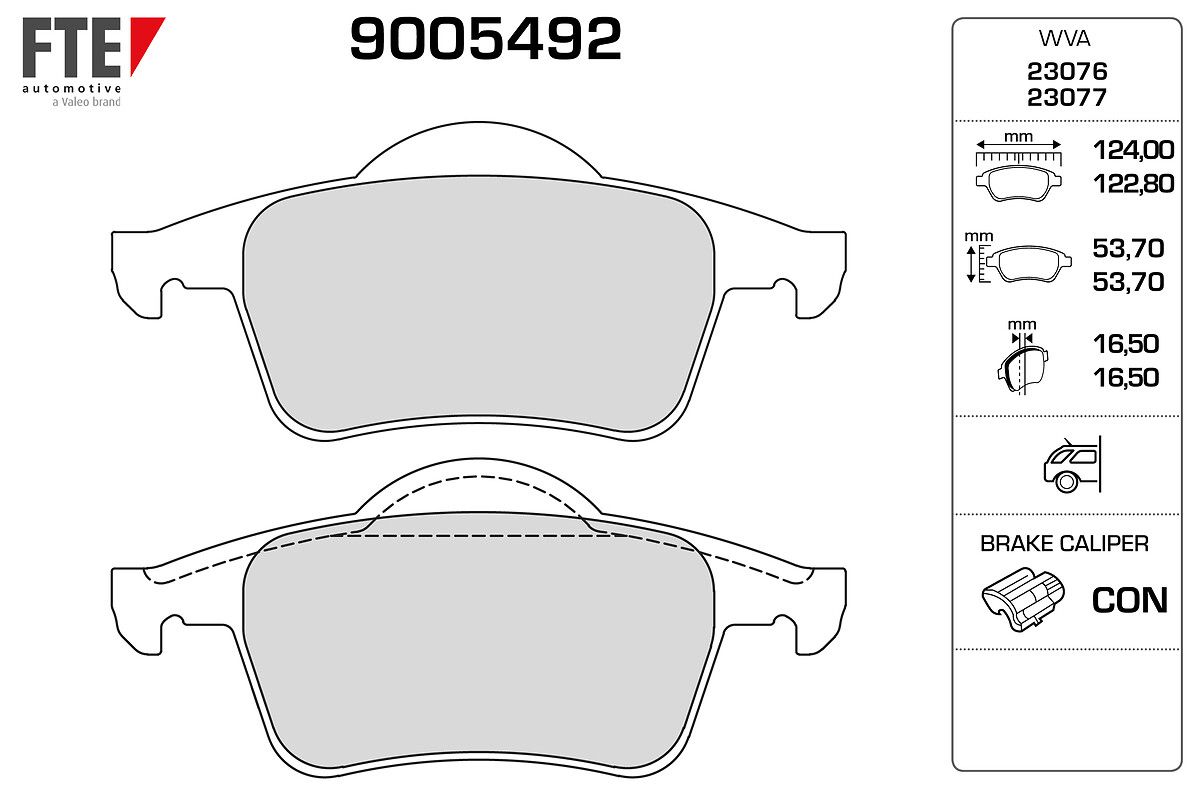 FTE
automotive
a Valeo brand
9005492
WVA
23076
23077
mm
124,00
122,80
mm
53,70
53,70
mm
16,50
16,50
BRAKE CALIPER
CON